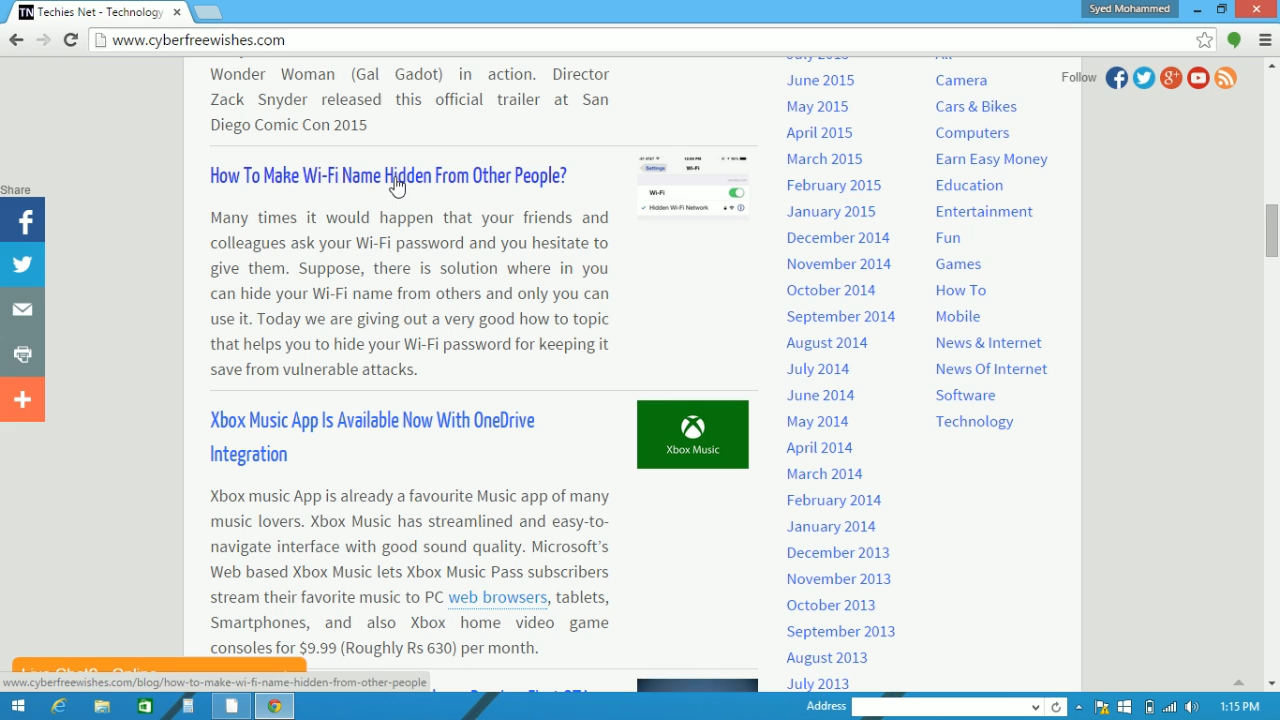 Techies Net - Technology
Syed Mohammed
www.cyberfreewishes.com
Wonder Woman (Gal Gadot) in action. Director
Zack Snyder released this official trailer at San
Diego Comic Con 2015
How To Make Wi-Fi Name Hidden From Other People?
Settings
Wi-Fi
Wi-Fi
Hidden Wi-Fi Network
Many times it would happen that your friends and
colleagues ask your Wi-Fi password and you hesitate to
give them. Suppose, there is solution where in you
can hide your Wi-Fi name from others and only you can
use it. Today we are giving out a very good how to topic
that helps you to hide your Wi-Fi password for keeping it
save from vulnerable attacks.
Xbox Music App Is Available Now With OneDrive
Integration
Xbox Music
Xbox music App is already a favourite Music app of many
music lovers. Xbox Music has streamlined and easy-to-
navigate interface with good sound quality. Microsoft's
Web based Xbox Music lets Xbox Music Pass subscribers
stream their favorite music to PC web browsers, tablets,
Smartphones, and also Xbox home video game
consoles for $9.99 (Roughly Rs 630) per month.
July 2015
June 2015
May 2015
April 2015
March 2015
February 2015
January 2015
December 2014
November 2014
October 2014
September 2014
August 2014
July 2014
June 2014
May 2014
April 2014
March 2014
February 2014
January 2014
December 2013
November 2013
October 2013
September 2013
August 2013
July 2013
Camera
Cars & Bikes
Computers
Earn Easy Money
Education
Entertainment
Fun
Games
How To
Mobile
News & Internet
News Of Internet
Software
Technology
Follow
Share
www.cyberfreewishes.com/blog/how-to-make-wi-fi-name-hidden-from-other-people
Address
1:15 PM